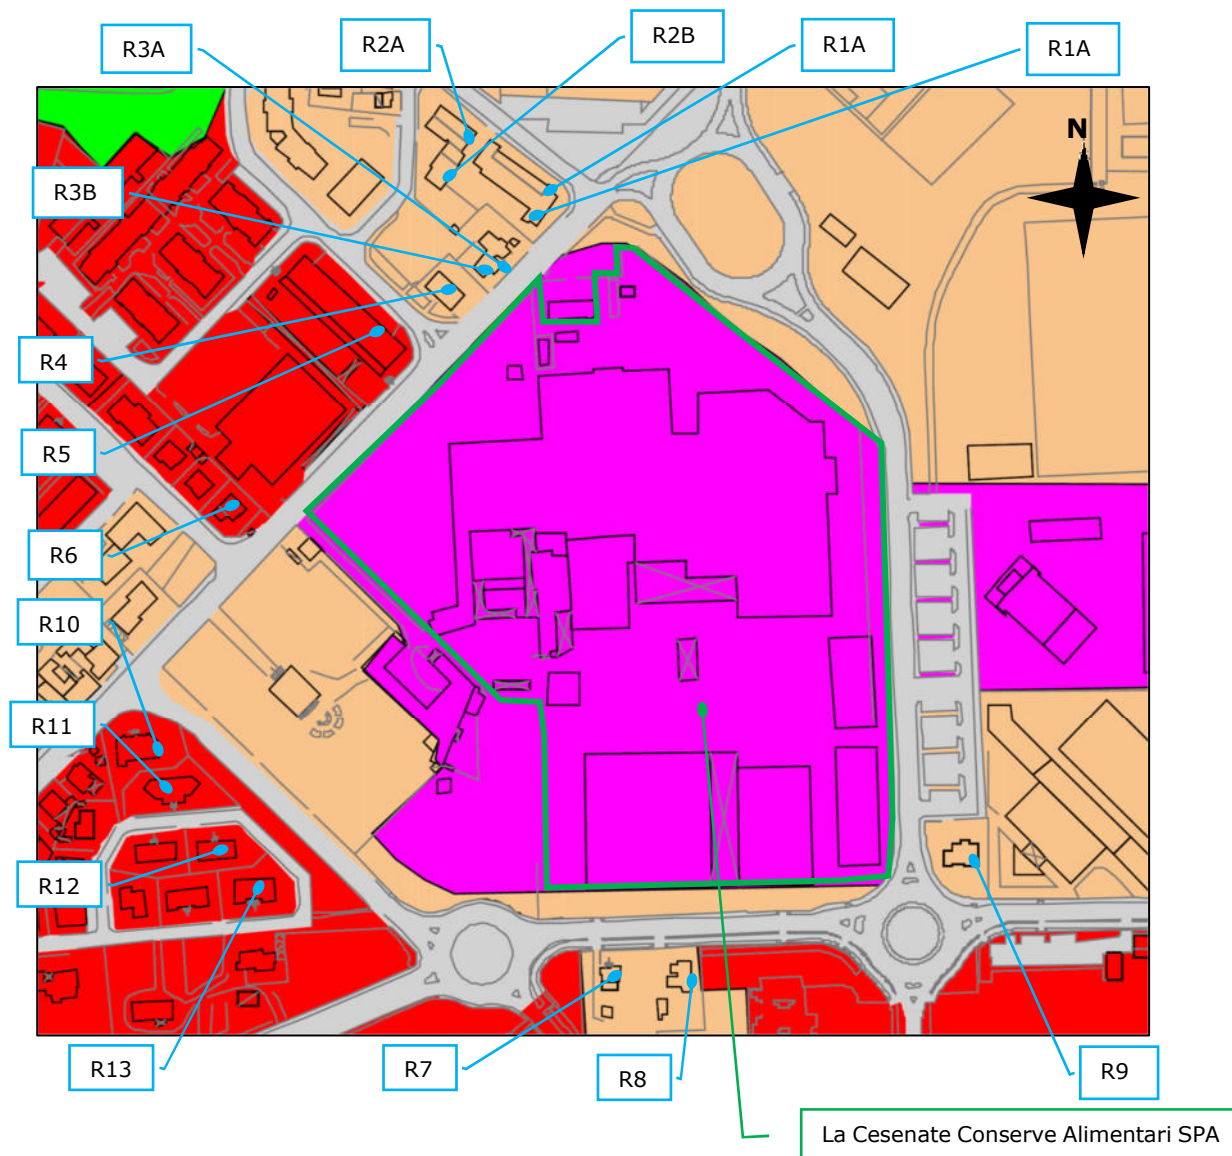 R3A
R2A
R2B
R1A
R1A
N
R3B
R4
R5
R6
R10
R11
R12
R13
R7
R8
R9
La Cesenate Conserve Alimentari SPA